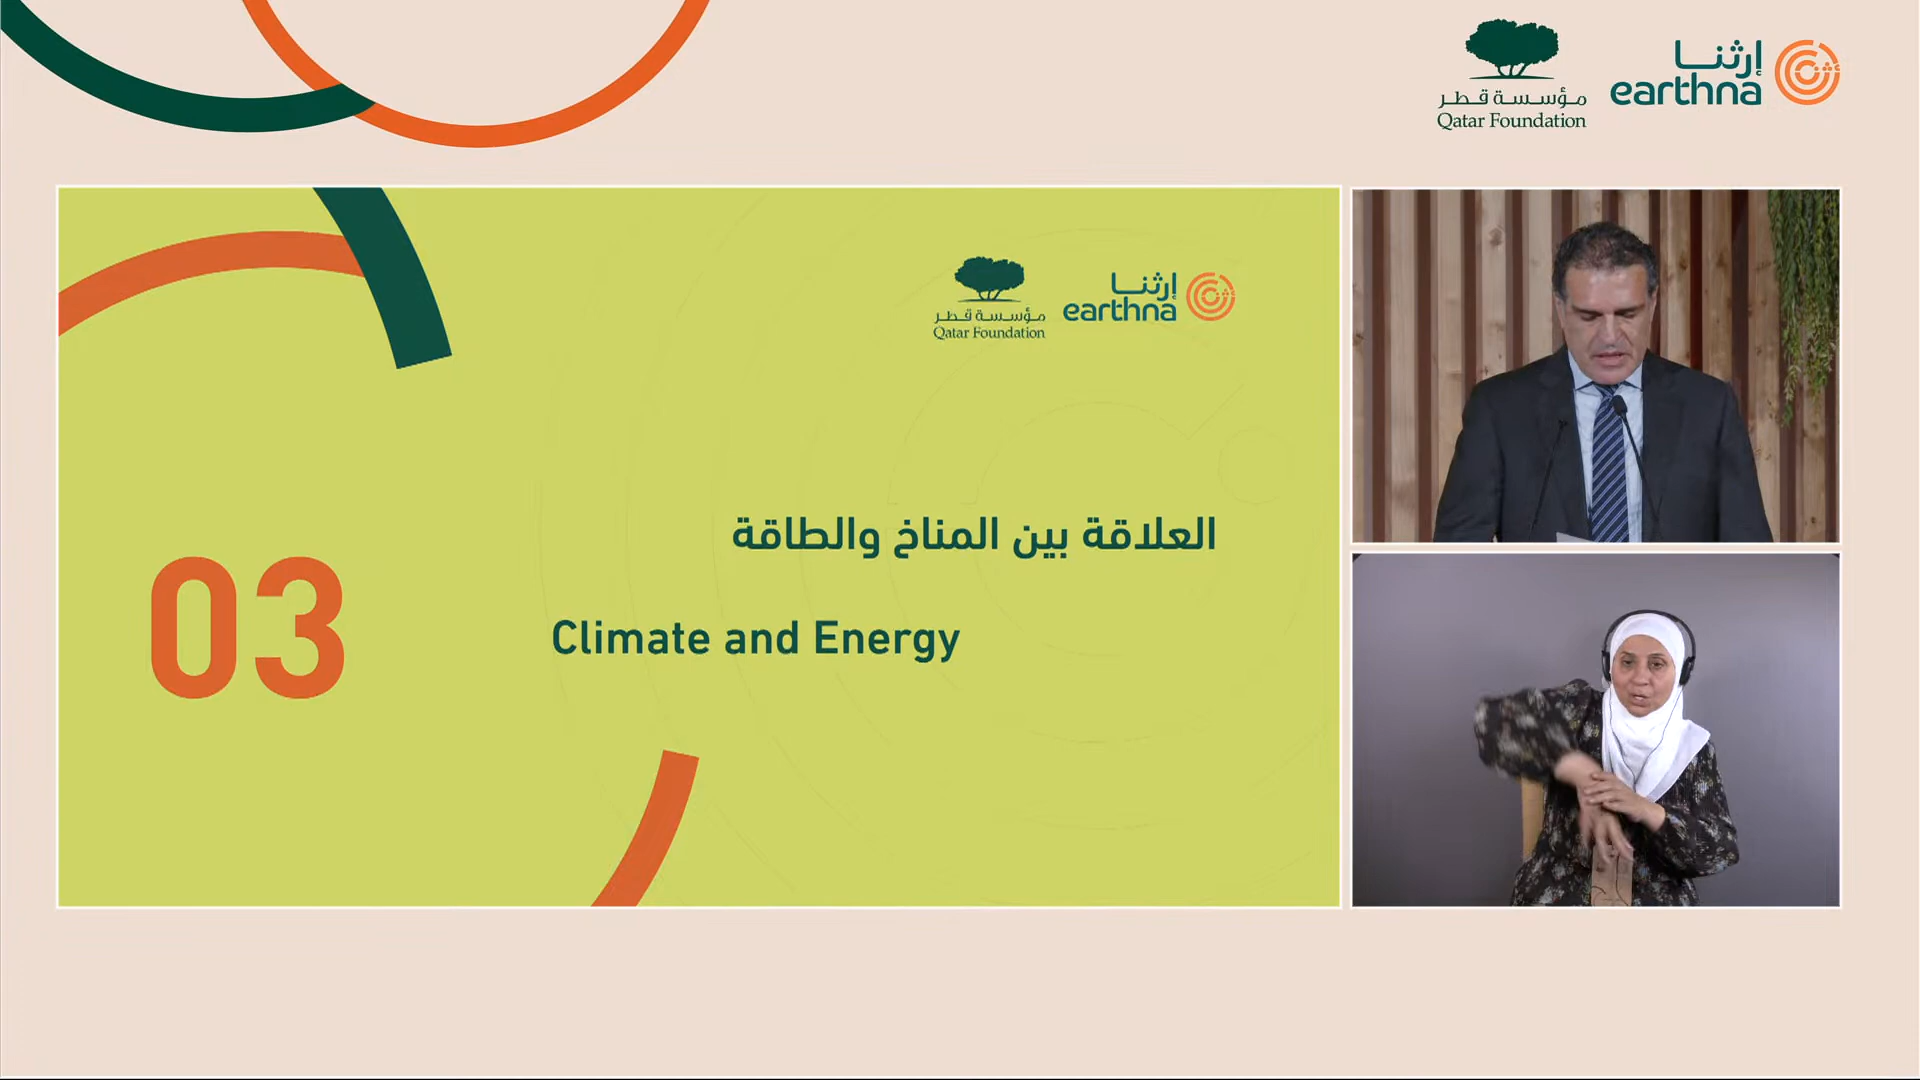 مؤسسة قطر
Qatar Foundation
إرثنا
earthna
مؤسسة قطر
Qatar Foundation
إرثنا
earthna
العلاقة بين المناخ والطاقة
03
Climate and Energy